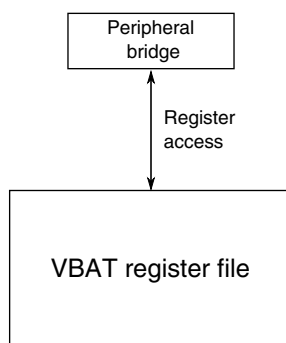 Peripheral
bridge
Register
access
VBAT register file